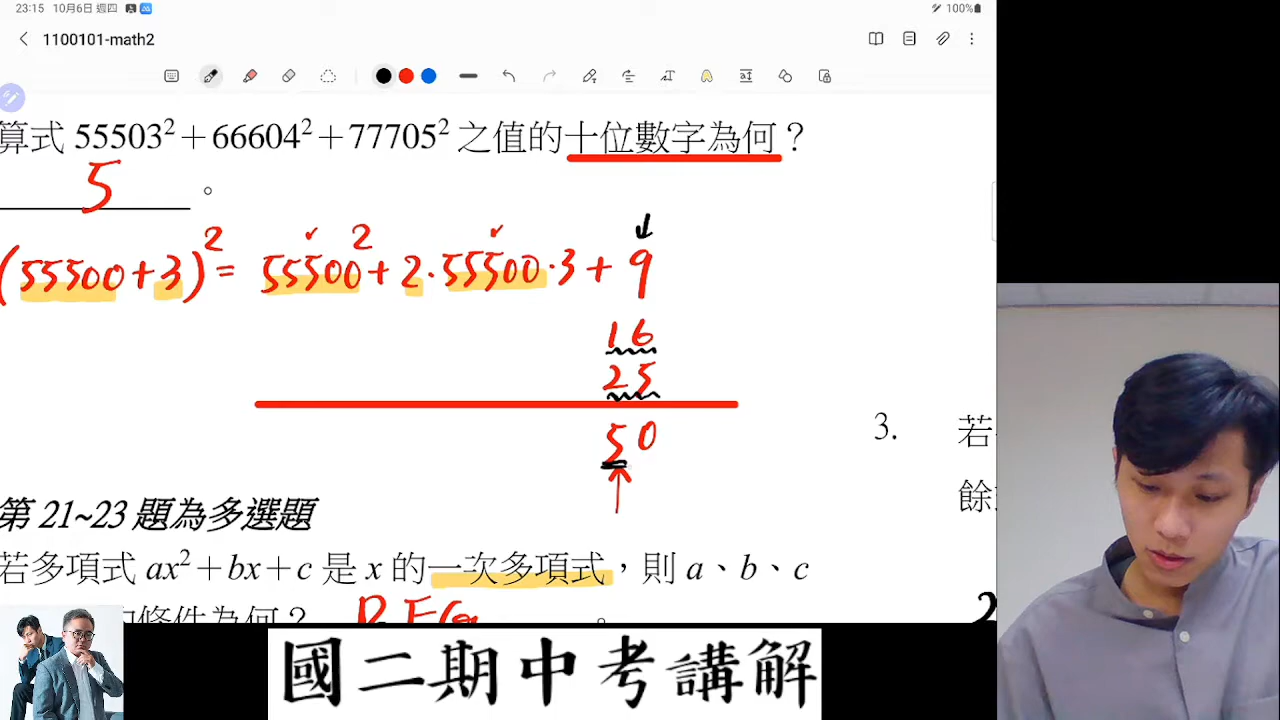 23:15 10月6日 週四 100%
1100101-math2
算式 55503²＋66604²＋77705² 之值的十位數字為何？
5 。
(55500+3)² = 55500² + 2·55500·3 + 9
16
25
50
3. 若
餘
第 21~23 題為多選題
若多項式 ax²＋bx＋c 是 x 的一次多項式，則 a、b、c
條件為何？
國二期中考講解